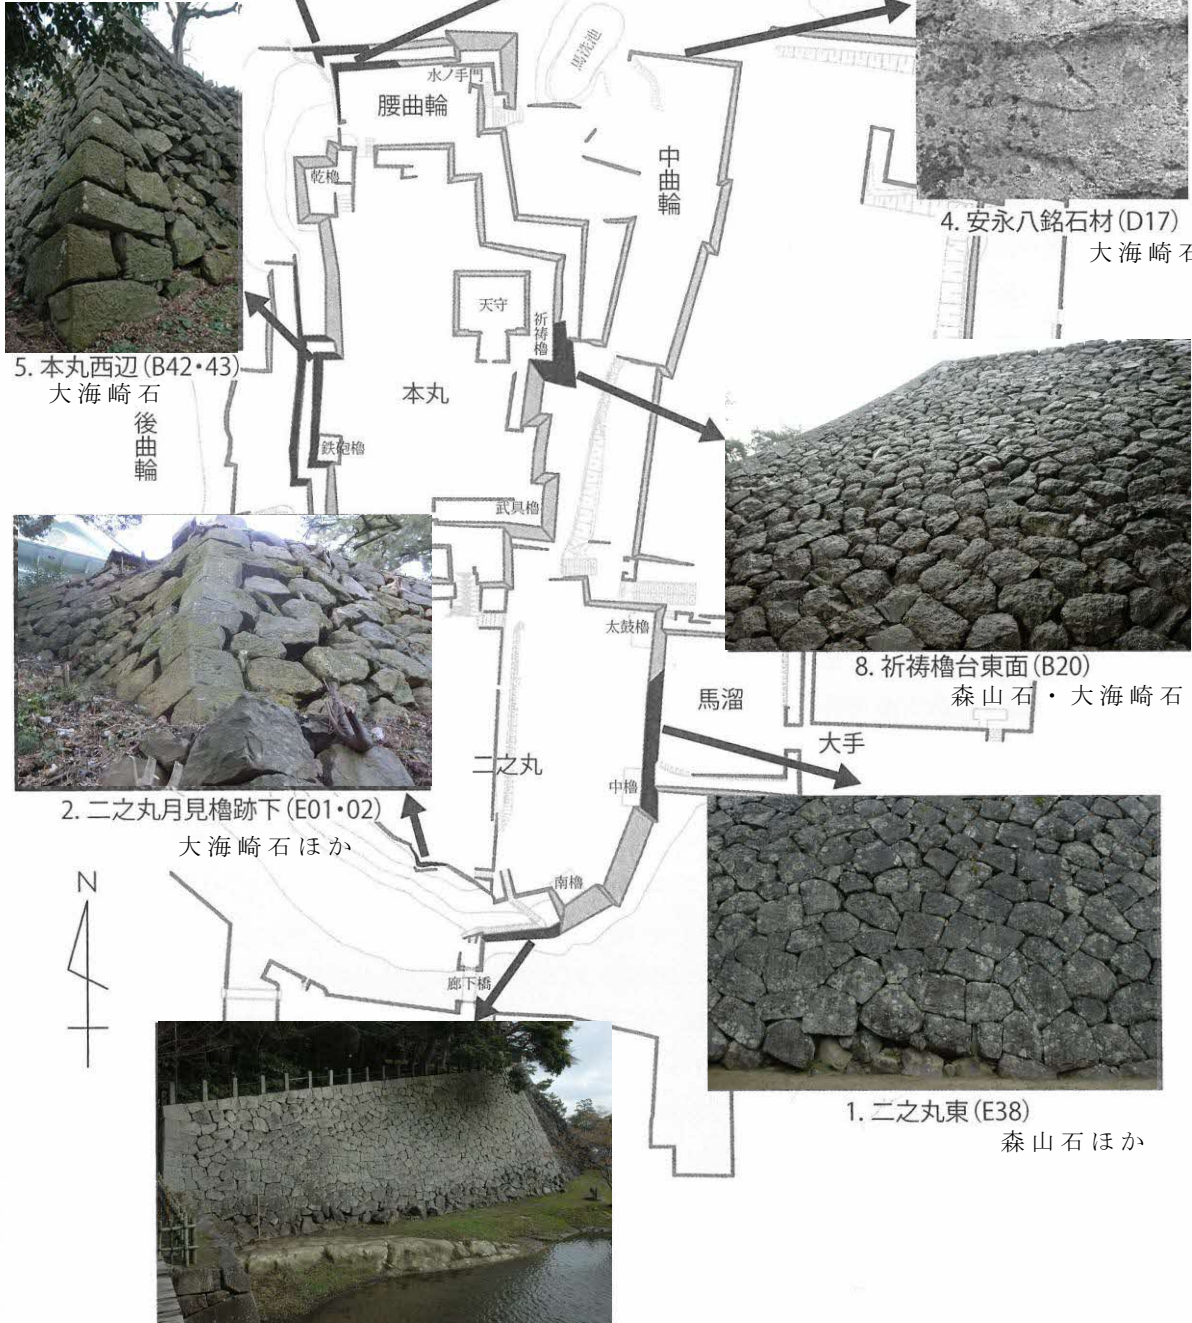 馬洗池
水ノ手門
腰曲輪
中曲輪
乾櫓
4. 安永八銘石材(D17)
大海崎石
天守
祈祷櫓
5. 本丸西辺(B42•43)
大海崎石
本丸
後曲輪
鉄砲櫓
武具櫓
太鼓櫓
8. 祈祷櫓台東面(B20)
森山石・大海崎石
馬溜
大手
二之丸
中櫓
2. 二之丸月見櫓跡下(E01•02)
大海崎石ほか
N
南櫓
廊下橋
1. 二之丸東(E38)
森山石ほか